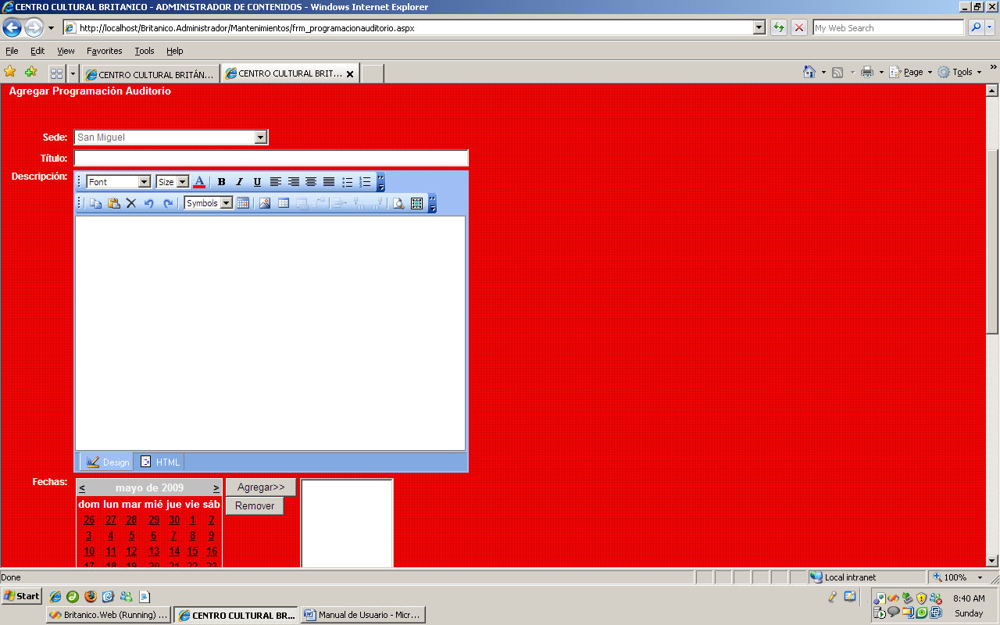 CENTRO CULTURAL BRITANICO - ADMINISTRADOR DE CONTENIDOS - Windows Internet Explorer
http://localhost/Britanico.Administrador/Mantenimientos/frm_programacionauditorio.aspx
My Web Search
File Edit View Favorites Tools Help
CENTRO CULTURAL BRITÁN...
CENTRO CULTURAL BRIT...
Page Tools
Agregar Programación Auditorio
Sede: San Miguel
Título:
Descripción:
Font Size A B I U
Symbols
Design HTML
Fechas:
< mayo de 2009 > Agregar>>
dom lun mar mié jue vie sáb Remover
26 27 28 29 30 1 2
3 4 5 6 7 8 9
10 11 12 13 14 15 16
17 18 19 20 21 22 23
Done Local intranet 100%
Start 8:40 AM
Britanico.Web (Running) ... CENTRO CULTURAL BR... Manual de Usuario - Micr... Sunday